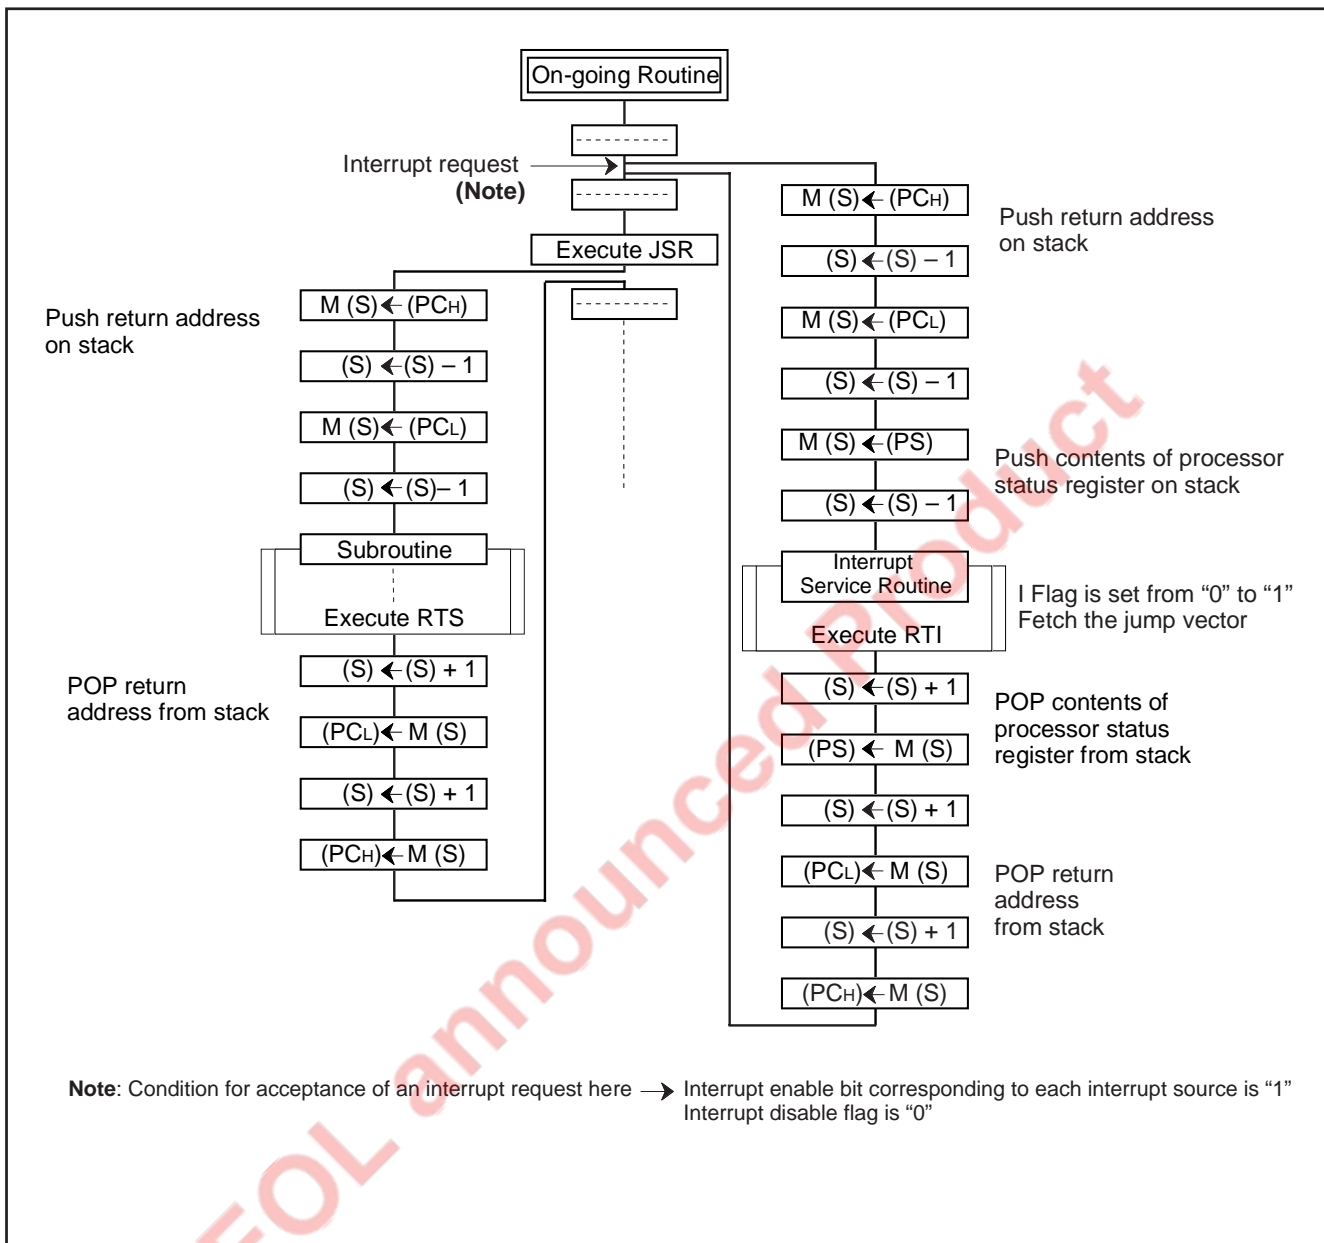 On-going Routine
Interrupt request
(Note)
Execute JSR
Push return address
on stack
M (S) ← (PCH)
(S) ← (S) – 1
M (S) ← (PCL)
(S) ← (S)– 1
Subroutine
Execute RTS
POP return
address from stack
(S) ← (S) + 1
(PCL) ← M (S)
(S) ← (S) + 1
(PCH) ← M (S)
M (S) ← (PCH)
Push return address
on stack
(S) ← (S) – 1
M (S) ← (PCL)
(S) ← (S) – 1
M (S) ← (PS)
Push contents of processor
status register on stack
(S) ← (S) – 1
Interrupt
Service Routine
I Flag is set from “0” to “1”
Fetch the jump vector
Execute RTI
(S) ← (S) + 1
POP contents of
processor status
register from stack
(PS) ← M (S)
(S) ← (S) + 1
(PCL) ← M (S)
POP return
address
from stack
(S) ← (S) + 1
(PCH) ← M (S)
Note: Condition for acceptance of an interrupt request here → Interrupt enable bit corresponding to each interrupt source is “1”
Interrupt disable flag is “0”
EOL announced Product